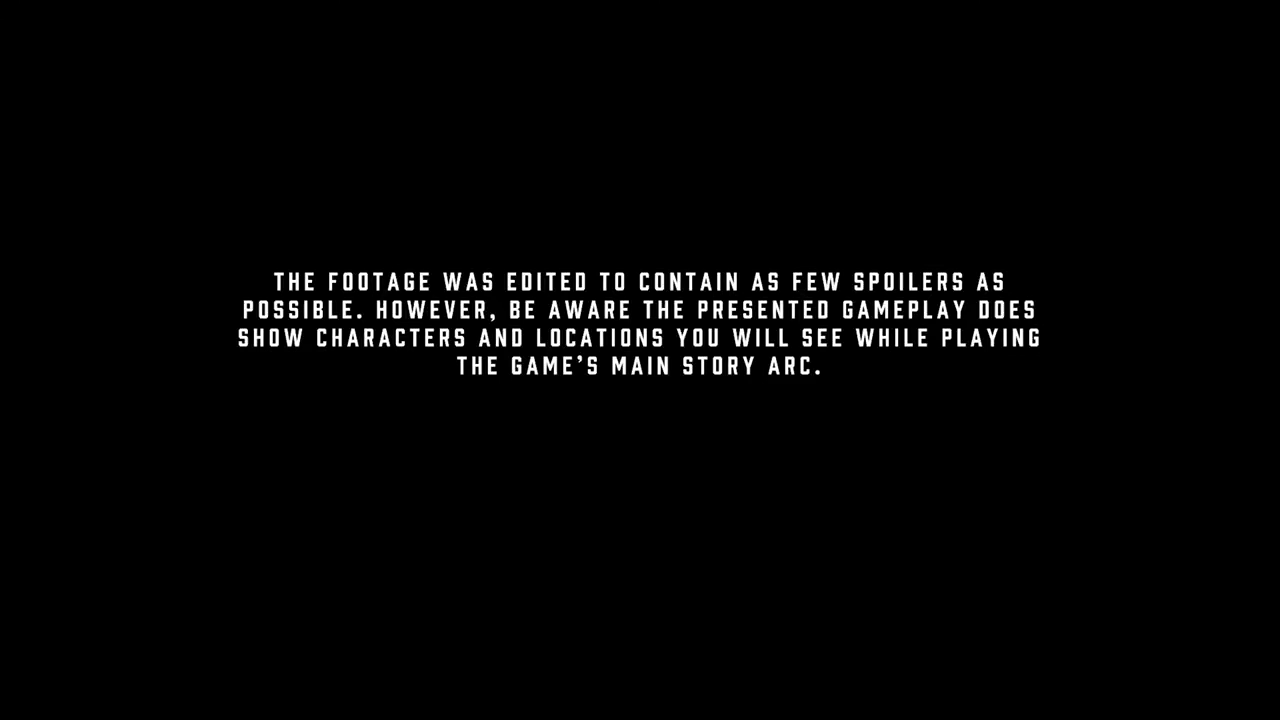 THE FOOTAGE WAS EDITED TO CONTAIN AS FEW SPOILERS AS
POSSIBLE. HOWEVER, BE AWARE THE PRESENTED GAMEPLAY DOES
SHOW CHARACTERS AND LOCATIONS YOU WILL SEE WHILE PLAYING
THE GAME’S MAIN STORY ARC.